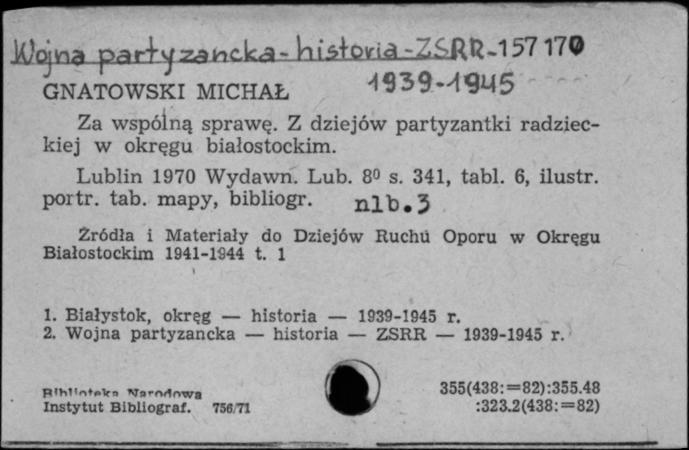 Wojna partyzancka - historia - ZSRR - 157 170
1939-1945
GNATOWSKI MICHAŁ
Za wspólną sprawę. Z dziejów partyzantki radziec-
kiej w okręgu białostockim.
Lublin 1970 Wydawn. Lub. 8⁰ s. 341, tabl. 6, ilustr.
portr. tab. mapy, bibliogr. nlb.3
Źródła i Materiały do Dziejów Ruchu Oporu w Okręgu
Białostockim 1941-1944 t. 1
1. Białystok, okręg — historia — 1939-1945 r.
2. Wojna partyzancka — historia — ZSRR — 1939-1945 r.
Biblioteka Narodowa
Instytut Bibliograf. 756/71
355(438:=82):355.48
:323.2(438:=82)